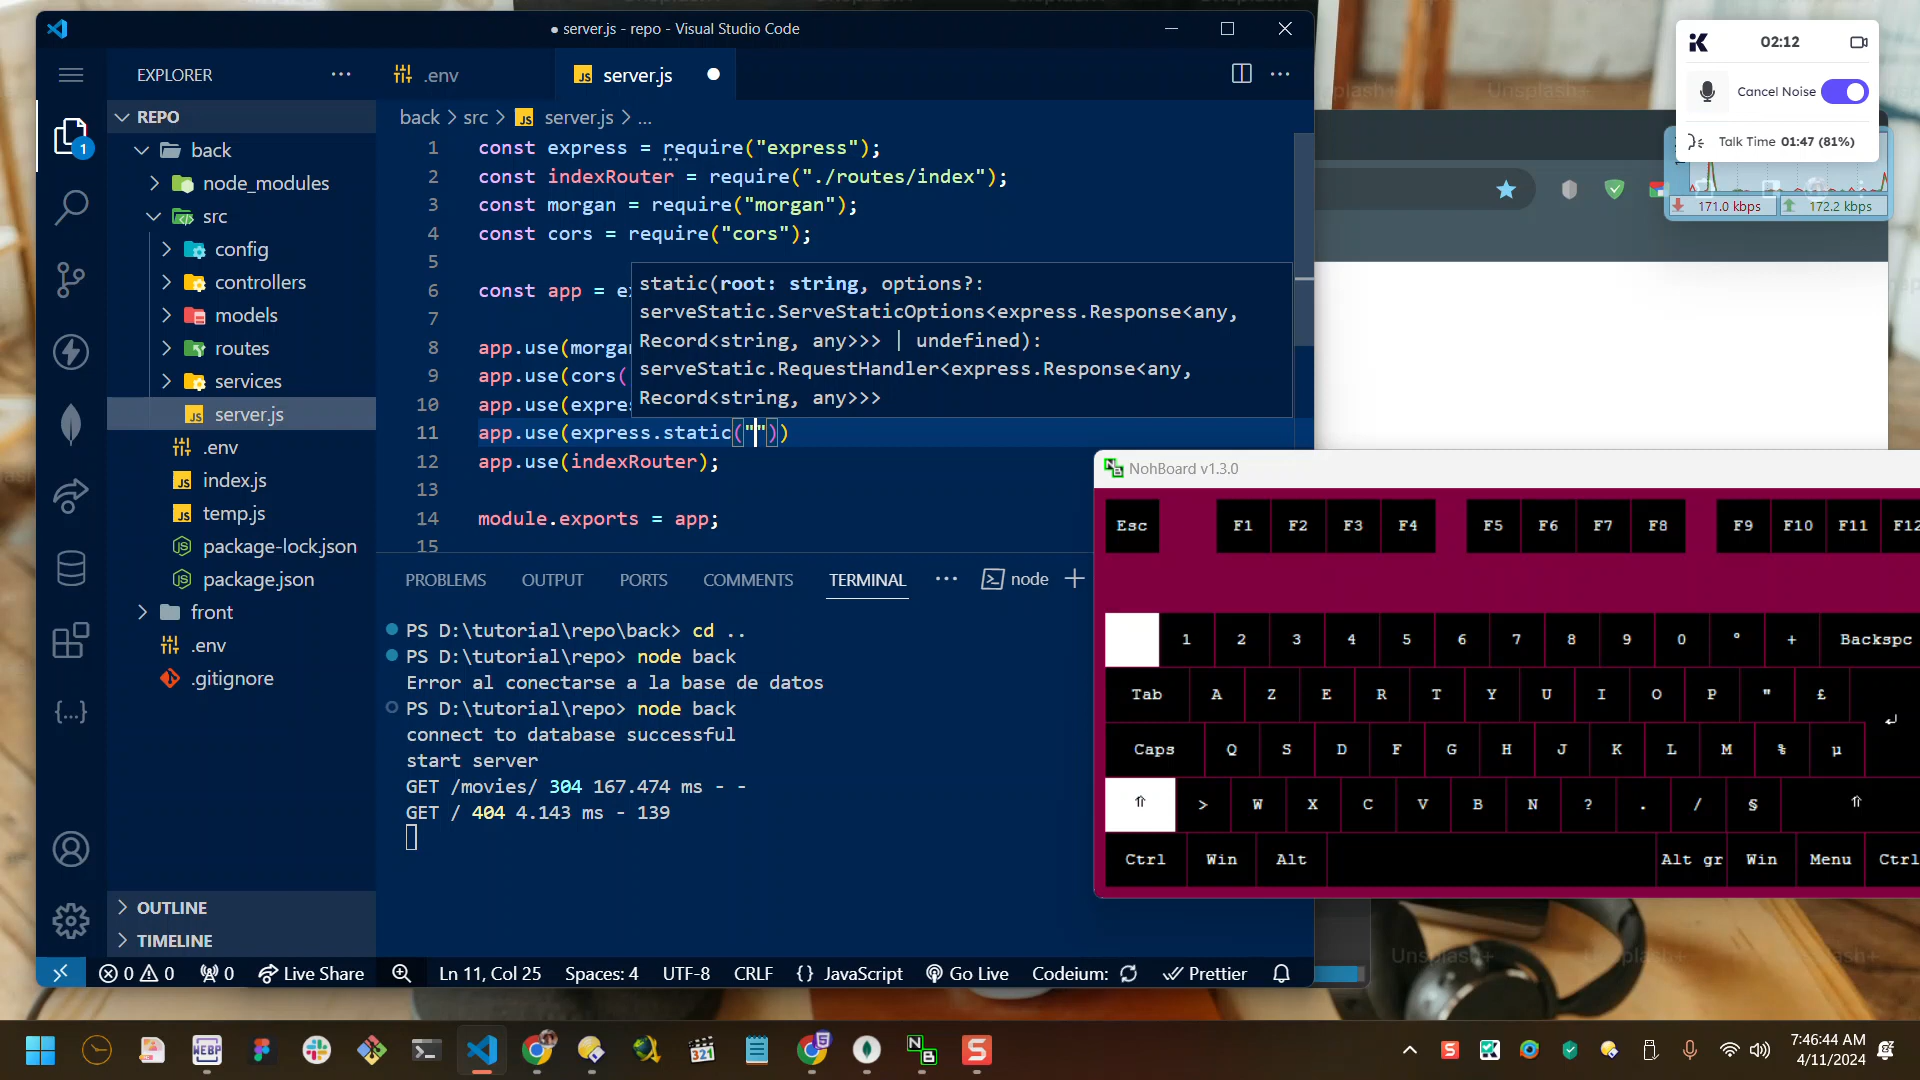 ● server.js - repo - Visual Studio Code
EXPLORER
.env
server.js
REPO
back
node_modules
src
config
controllers
models
routes
services
server.js
.env
index.js
temp.js
package-lock.json
package.json
front
.env
.gitignore
OUTLINE
TIMELINE
1
back > src > JS server.js > ...
1 const express = require("express");
2 const indexRouter = require("./routes/index");
3 const morgan = require("morgan");
4 const cors = require("cors");
5
6 const app = ex
7
8 app.use(morgan
9 app.use(cors(
10 app.use(expres
11 app.use(express.static(""))
12 app.use(indexRouter);
13
14 module.exports = app;
15
static(root: string, options?:
serveStatic.ServeStaticOptions<express.Response<any,
Record<string, any>>> | undefined):
serveStatic.RequestHandler<express.Response<any,
Record<string, any>>>
PROBLEMS OUTPUT PORTS COMMENTS TERMINAL ··· node
PS D:\tutorial\repo\back> cd ..
PS D:\tutorial\repo> node back
Error al conectarse a la base de datos
PS D:\tutorial\repo> node back
connect to database successful
start server
GET /movies/ 304 167.474 ms - -
GET / 404 4.143 ms - 139
0 0 0 Live Share Ln 11, Col 25 Spaces: 4 UTF-8 CRLF {} JavaScript Go Live Codeium: Prettier
02:12
Cancel Noise
Talk Time 01:47 (81%)
171.0 kbps 172.2 kbps
NohBoard v1.3.0
Esc F1 F2 F3 F4 F5 F6 F7 F8 F9 F10 F11 F12
1 2 3 4 5 6 7 8 9 0 ° + Backspc
Tab A Z E R T Y U I O P " £
Caps Q S D F G H J K L M % µ
⇑ > W X C V B N ? . / § ⇑
Ctrl Win Alt Alt gr Win Menu Ctrl
Unsplash+
WEBP
321
7:46:44 AM
4/11/2024